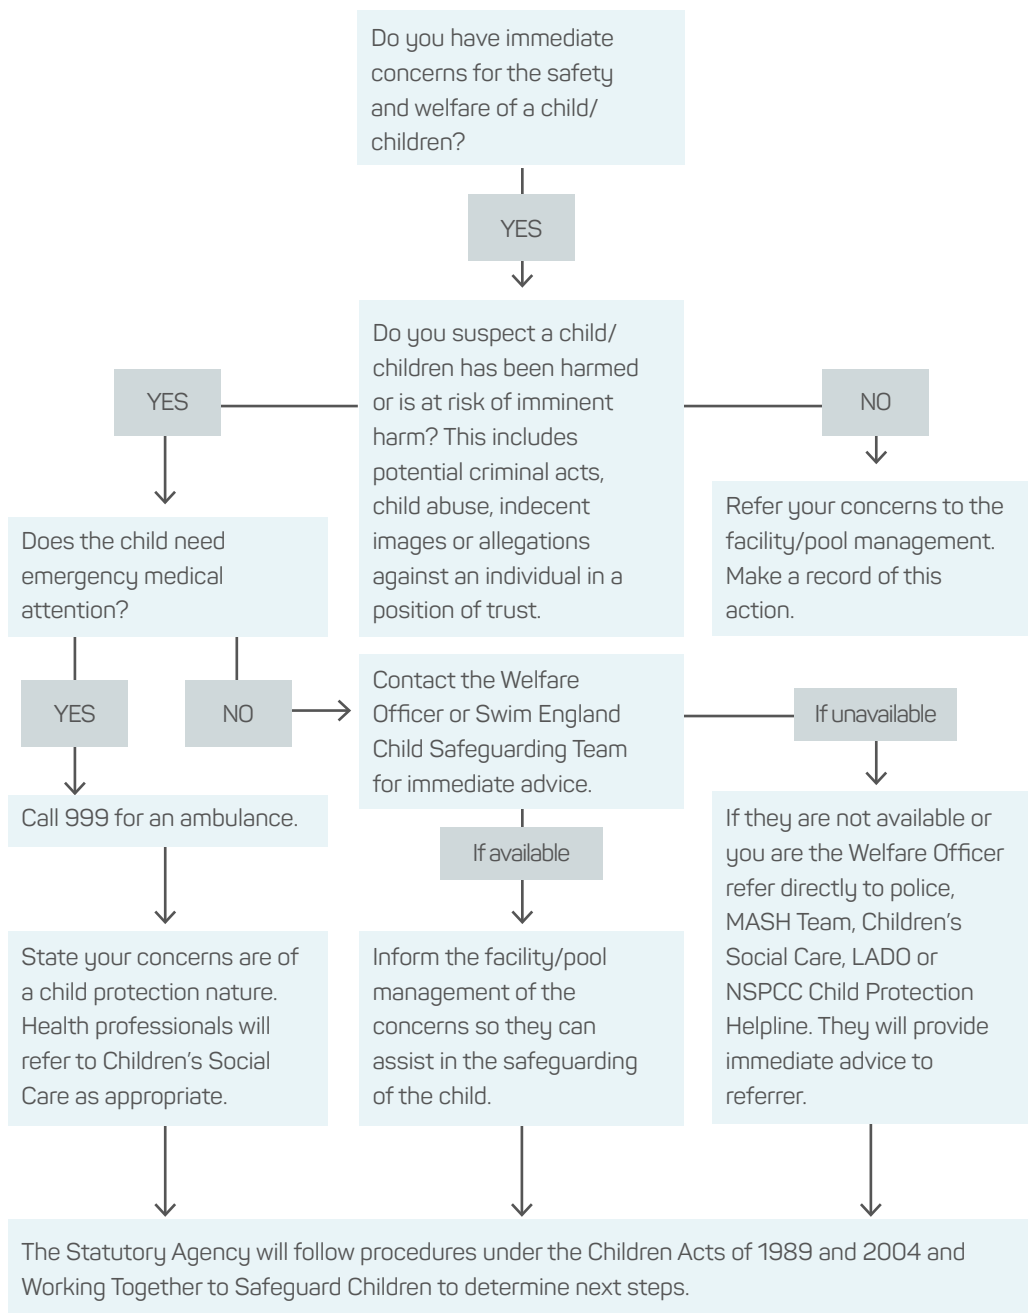 Do you have immediate
concerns for the safety
and welfare of a child/
children?
YES
Do you suspect a child/
children has been harmed
or is at risk of imminent
harm? This includes
potential criminal acts,
child abuse, indecent
images or allegations
against an individual in a
position of trust.
YES
NO
Does the child need
emergency medical
attention?
Refer your concerns to the
facility/pool management.
Make a record of this
action.
YES
NO
Contact the Welfare
Officer or Swim England
Child Safeguarding Team
for immediate advice.
If unavailable
Call 999 for an ambulance.
If available
If they are not available or
you are the Welfare Officer
refer directly to police,
MASH Team, Children’s
Social Care, LADO or
NSPCC Child Protection
Helpline. They will provide
immediate advice to
referrer.
State your concerns are of
a child protection nature.
Health professionals will
refer to Children’s Social
Care as appropriate.
Inform the facility/pool
management of the
concerns so they can
assist in the safeguarding
of the child.
The Statutory Agency will follow procedures under the Children Acts of 1989 and 2004 and
Working Together to Safeguard Children to determine next steps.